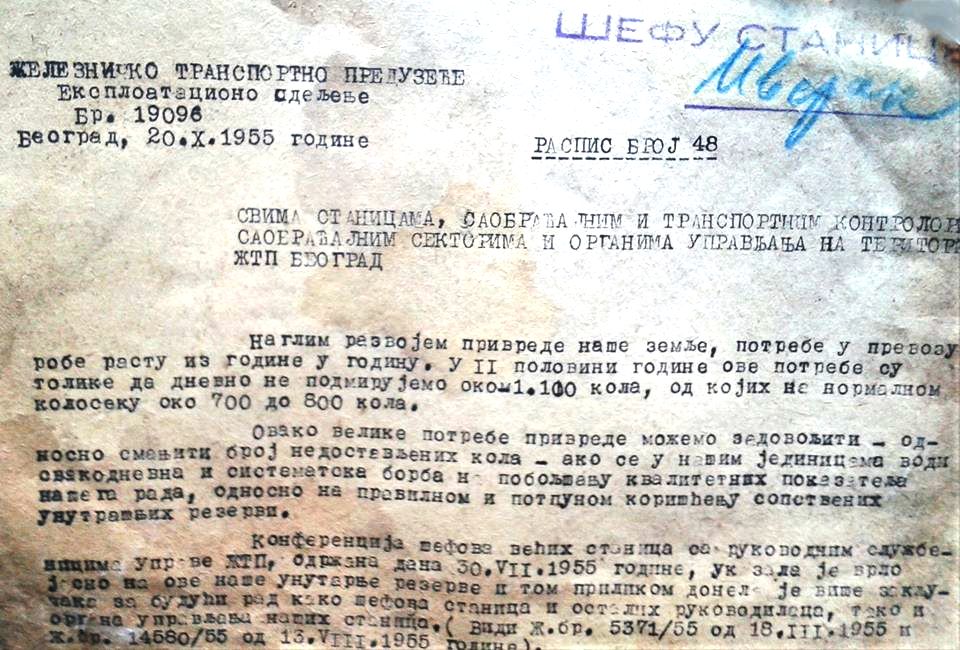 ШЕФУ СТАНИЦ
ЖЕЛЕЗНИЧКО ТРАНСПОРТНО ПРЕДУЗЕЋЕ
Експлоатационо одељење
Бр. 19096
Београд, 20.X.1955 године
РАСПИС БРОЈ 48
СВИМА СТАНИЦАМА, САОБРАЋАЈНИМ И ТРАНСПОРТНИМ КОНТРОЛОР
САОБРАЋАЈНИМ СЕКТОРИМА И ОРГАНИМА УПРАВЉАЊА НА ТЕРИТОР
ЖТП БЕОГРАД
Наглим развојем привреде наше земље, потребе у превозу
робе расту из године у годину. У II половини године ове потребе су
толике да дневно не подмирујемо око 1.100 кола, од којих на нормалном
колосеку око 700 до 800 кола.
Овако велике потребе привреде можемо задовољити - од-
носно смањити број недостављених кола - ако се у нашим јединицама води
свакодневна и систематска борба на побољшању квалитетних показатеља
нашега рада, односно на правилном и потпуном коришћењу сопствених
унутрашњих резерви.
Конференција шефова већих станица са руководним службе-
ницима Управе ЖТП, одржана дана 30.VII.1955 године, указала је врло
јасно на ове наше унутарње резерве и том приликом донела је више закљу-
чака за будући рад како шефова станица и осталих руководилаца, тако и
органа управљања наших станица.( Види Ж.бр. 5371/55 од 18.III.1955 и
Ж.бр. 14580/55 од 13.VIII.1955 године).